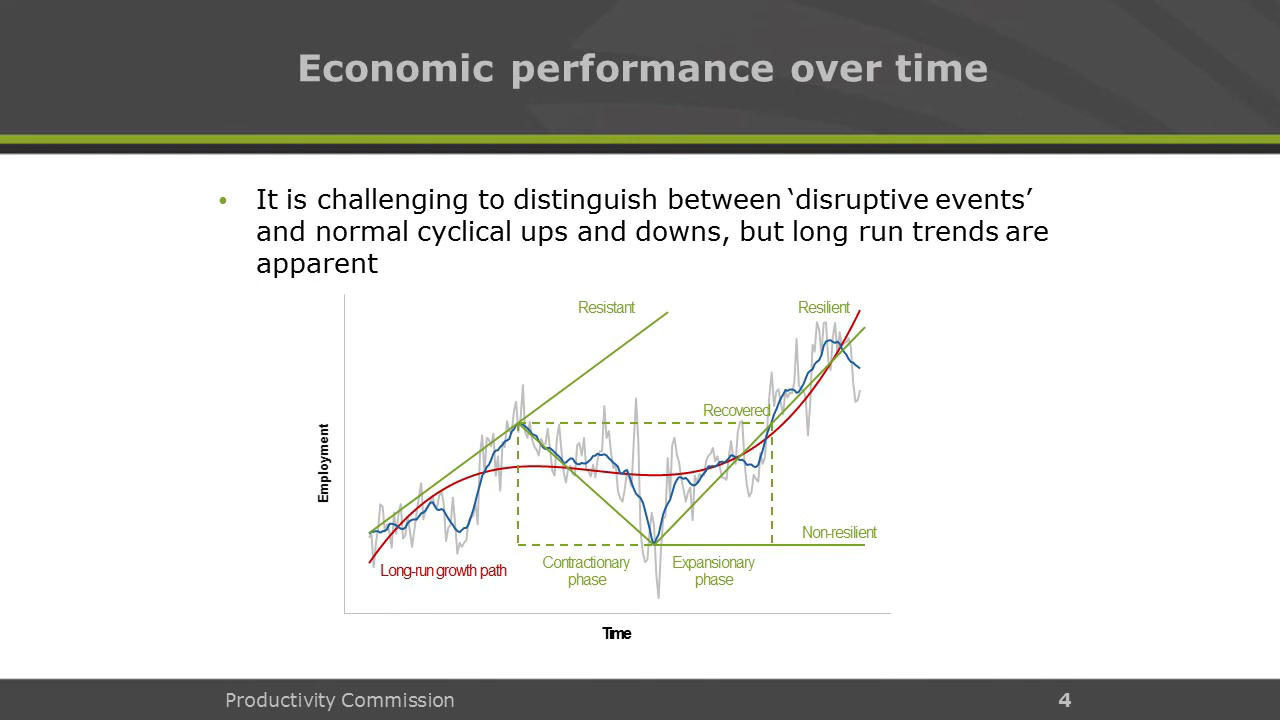 Economic performance over time
• It is challenging to distinguish between ‘disruptive events’
and normal cyclical ups and downs, but long run trends are
apparent
Resistant
Resilient
Recovered
Employment
Non-resilient
Long-run growth path
Contractionary
phase
Expansionary
phase
Time
Productivity Commission
4